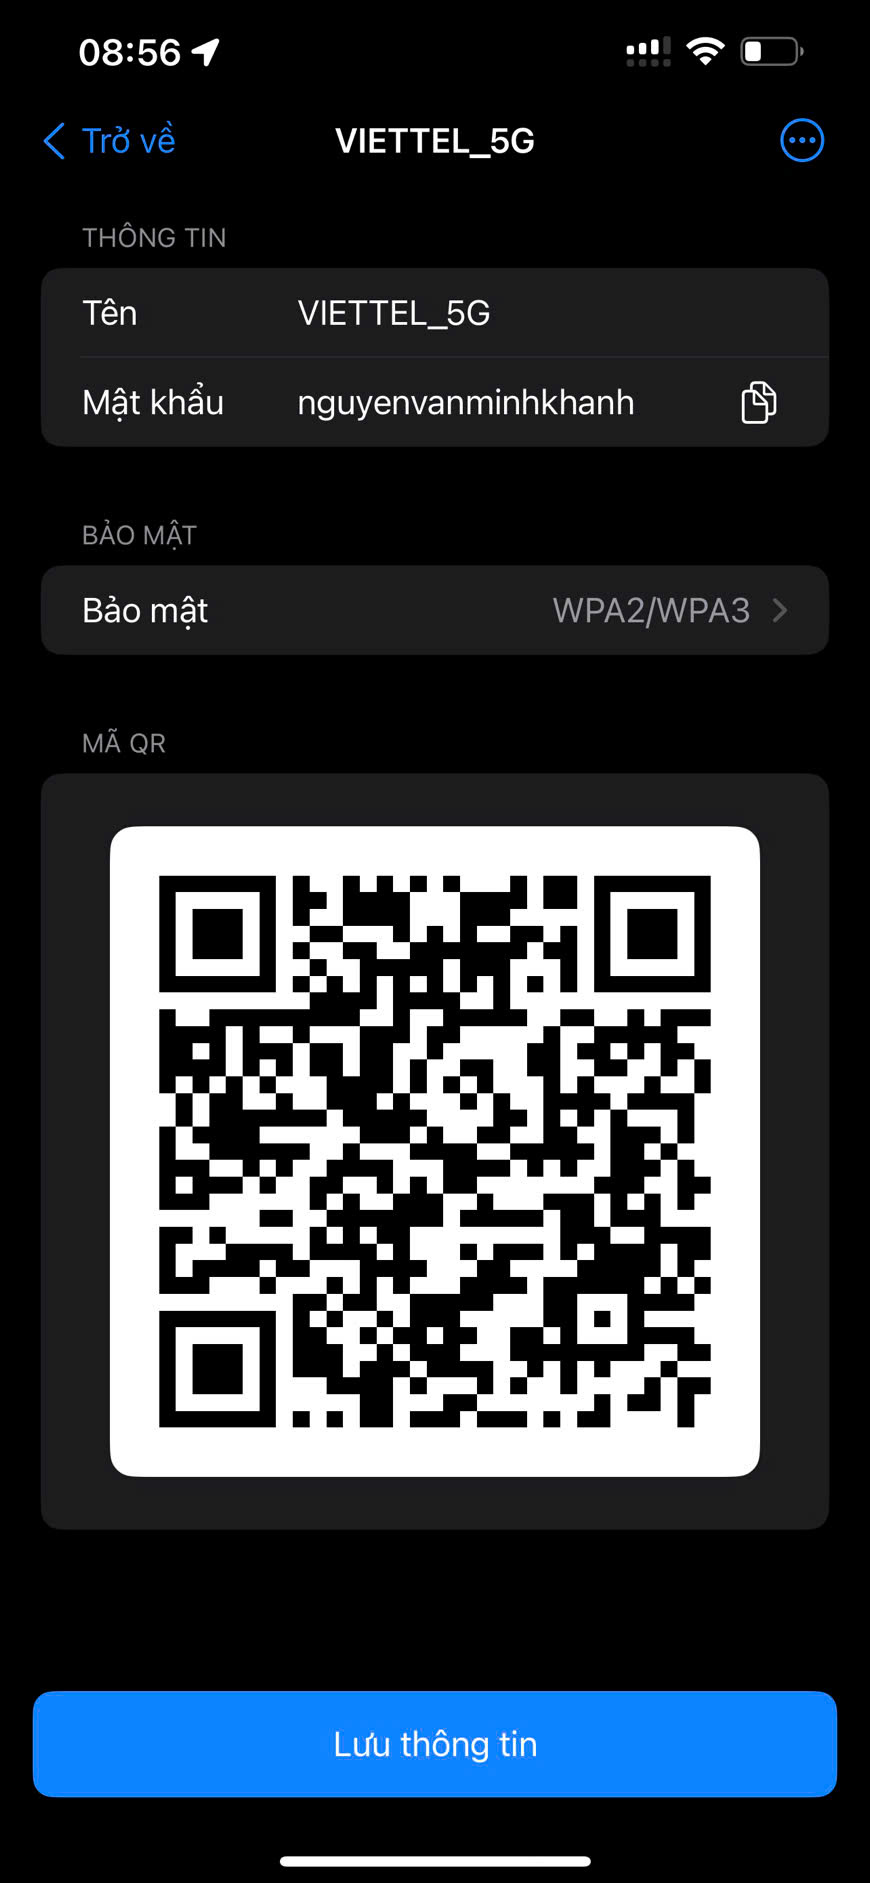 08:56
Trở về
VIETTEL_5G
THÔNG TIN
Tên VIETTEL_5G
Mật khẩu nguyenvanminhkhanh
BẢO MẬT
Bảo mật WPA2/WPA3
MÃ QR
Lưu thông tin